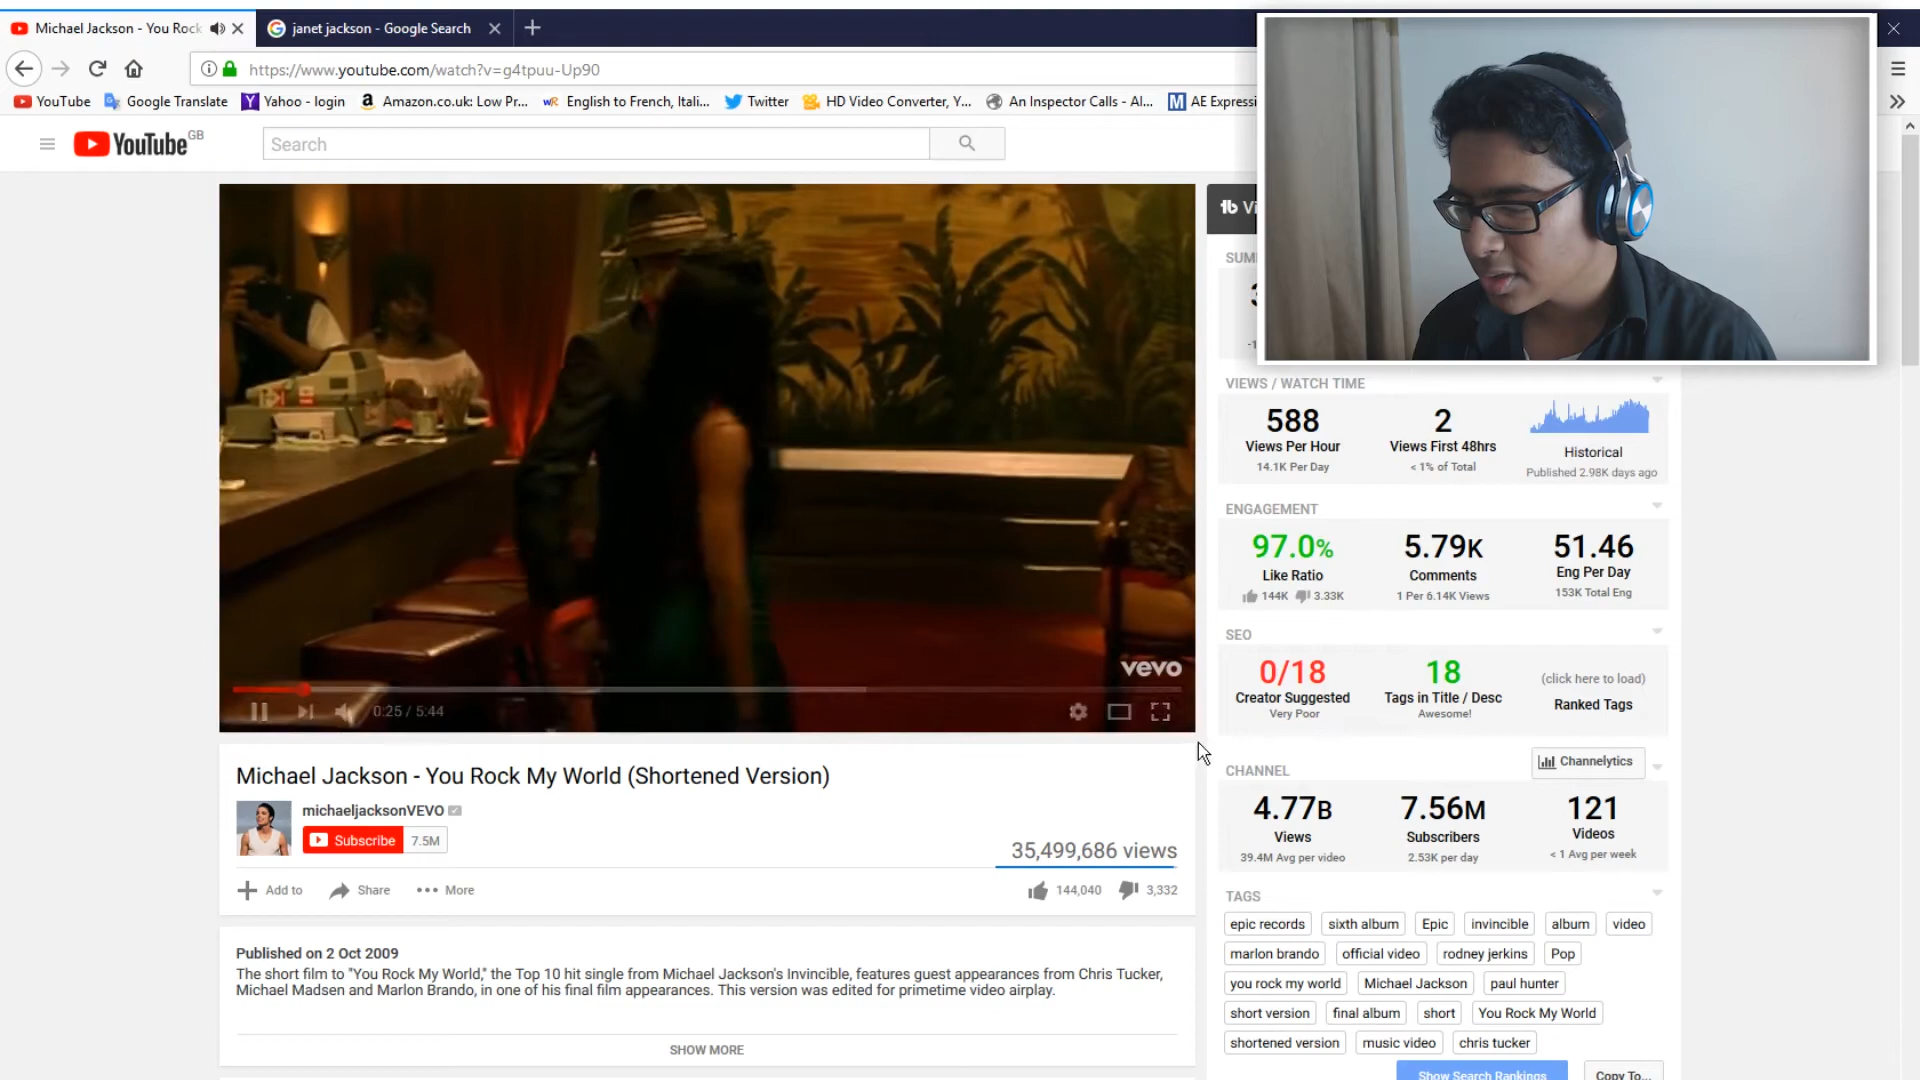 Michael Jackson - You Rock
janet jackson - Google Search
https://www.youtube.com/watch?v=g4tpuu-Up90
YouTube
Google Translate
Yahoo - login
Amazon.co.uk: Low Pr...
English to French, Itali...
Twitter
HD Video Converter, Y...
An Inspector Calls - Al...
AE Expressi
YouTube GB
Search
vevo
0:25 / 5:44
Michael Jackson - You Rock My World (Shortened Version)
michaeljacksonVEVO
Subscribe 7.5M
35,499,686 views
Add to Share More
144,040 3,332
Published on 2 Oct 2009
The short film to "You Rock My World," the Top 10 hit single from Michael Jackson's Invincible, features guest appearances from Chris Tucker,
Michael Madsen and Marlon Brando, in one of his final film appearances. This version was edited for primetime video airplay.
SHOW MORE
Vi
SUM
VIEWS / WATCH TIME
588 2
Views Per Hour Views First 48hrs Historical
14.1K Per Day < 1% of Total Published 2.98K days ago
ENGAGEMENT
97.0% 5.79K 51.46
Like Ratio Comments Eng Per Day
144K 3.33K 1 Per 6.14K Views 153K Total Eng
SEO
0/18 18 (click here to load)
Creator Suggested Tags in Title / Desc Ranked Tags
Very Poor Awesome!
CHANNEL Channelytics
4.77B 7.56M 121
Views Subscribers Videos
39.4M Avg per video 2.53K per day < 1 Avg per week
TAGS
epic records sixth album Epic invincible album video
marlon brando official video rodney jerkins Pop
you rock my world Michael Jackson paul hunter
short version final album short You Rock My World
shortened version music video chris tucker
Show Search Rankings Copy To...